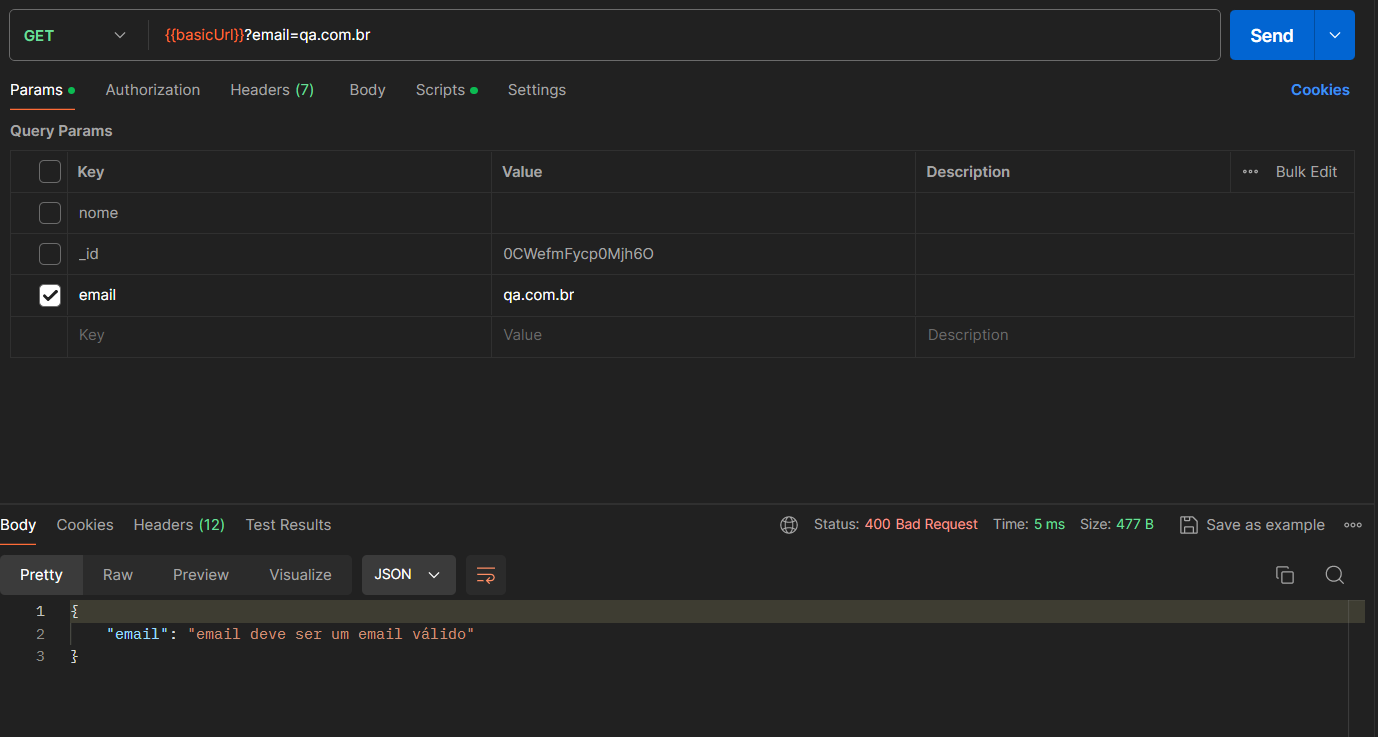 GET {{basicUrl}}?email=qa.com.br Send
Params Authorization Headers (7) Body Scripts Settings Cookies
Query Params
Key Value Description Bulk Edit
nome
_id 0CWefmFycp0Mjh6O
email qa.com.br
Key Value Description
Body Cookies Headers (12) Test Results Status: 400 Bad Request Time: 5 ms Size: 477 B Save as example
Pretty Raw Preview Visualize JSON
1 {
2 "email": "email deve ser um email válido"
3 }